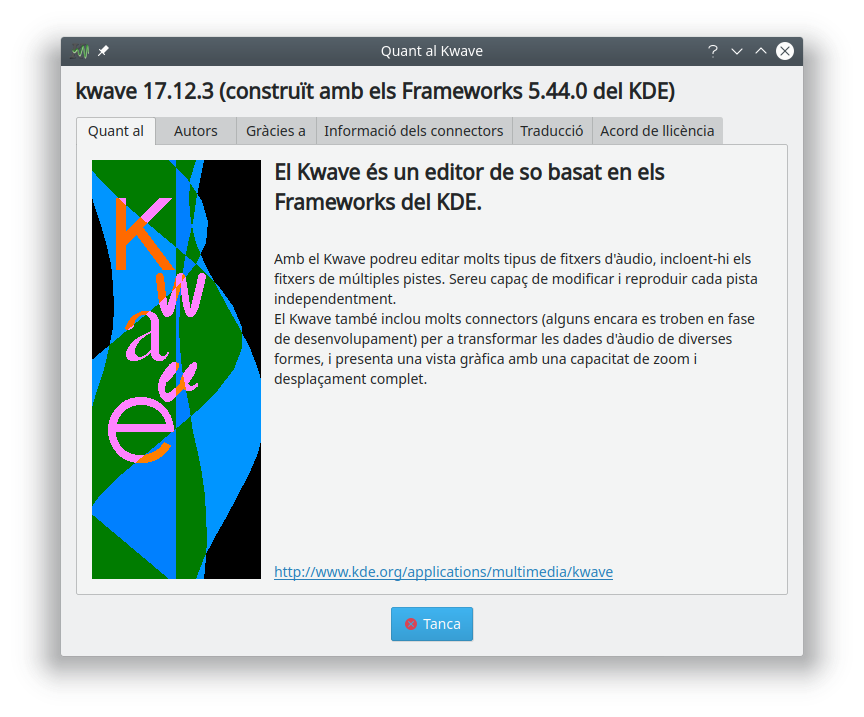 Quant al Kwave
kwave 17.12.3 (construït amb els Frameworks 5.44.0 del KDE)
Quant al Autors Gràcies a Informació dels connectors Traducció Acord de llicència
kwave
El Kwave és un editor de so basat en els
Frameworks del KDE.
Amb el Kwave podreu editar molts tipus de fitxers d'àudio, incloent-hi els
fitxers de múltiples pistes. Sereu capaç de modificar i reproduir cada pista
independentment.
El Kwave també inclou molts connectors (alguns encara es troben en fase
de desenvolupament) per a transformar les dades d'àudio de diverses
formes, i presenta una vista gràfica amb una capacitat de zoom i
desplaçament complet.
http://www.kde.org/applications/multimedia/kwave
Tanca